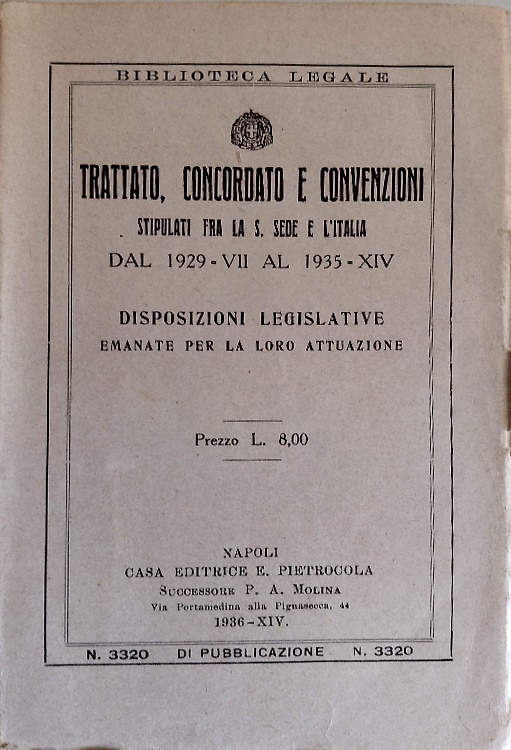 BIBLIOTECA LEGALE
TRATTATO, CONCORDATO E CONVENZIONI
STIPULATI FRA LA S. SEDE E L'ITALIA
DAL 1929-VII AL 1935-XIV
DISPOSIZIONI LEGISLATIVE
EMANATE PER LA LORO ATTUAZIONE
Prezzo L. 8,00
NAPOLI
CASA EDITRICE E. PIETROCOLA
SUCCESSORE P. A. MOLINA
Via Portamedina alla Pignasecca, 44
1936-XIV.
N. 3320 DI PUBBLICAZIONE N. 3320